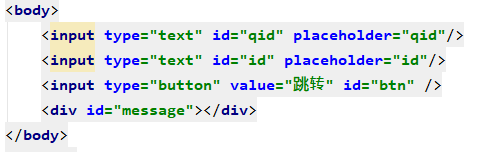 <body>
<input type="text" id="qid" placeholder="qid"/>
<input type="text" id="id" placeholder="id"/>
<input type="button" value="跳转" id="btn" />
<div id="message"></div>
</body>